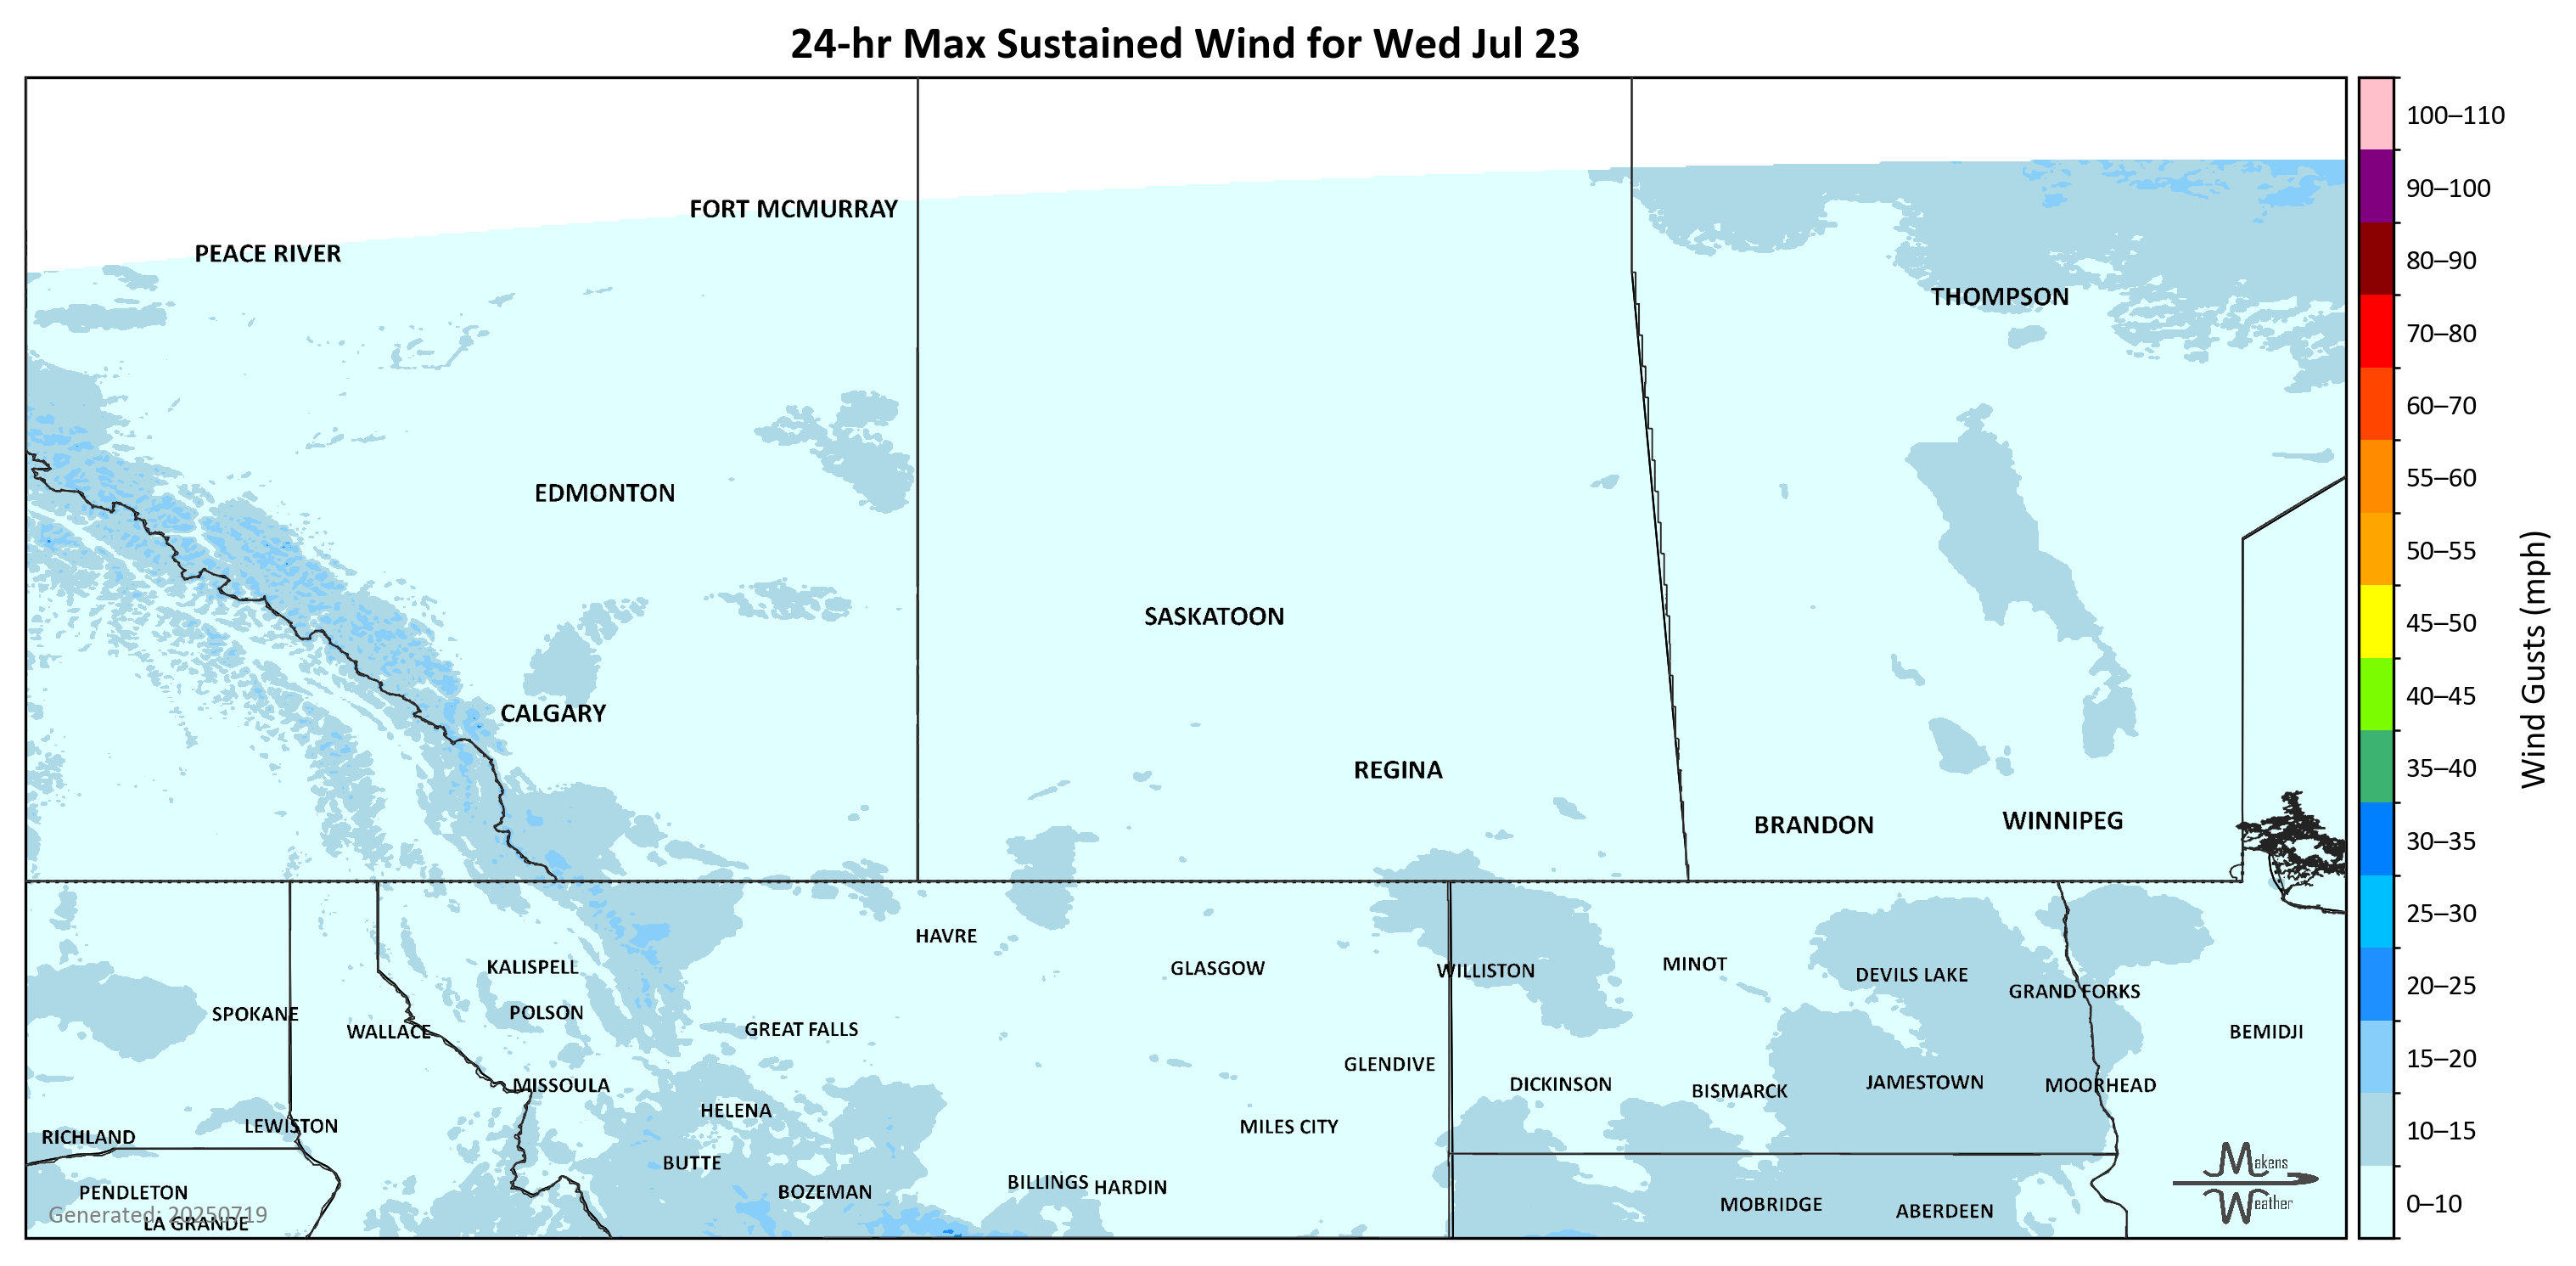 24-hr Max Sustained Wind for Wed Jul 23
100–110
FORT MCMURRAY
90–100
PEACE RIVER
80–90
THOMPSON
70–80
60–70
EDMONTON
55–60
50–55
SASKATOON
45–50
Wind Gusts (mph)
CALGARY
40–45
REGINA
35–40
BRANDON
WINNIPEG
30–35
HAVRE
25–30
KALISPELL
GLASGOW
WILLISTON
MINOT
DEVILS LAKE
GRAND FORKS
20–25
SPOKANE
POLSON
WALLACE
GREAT FALLS
BEMIDJI
15–20
GLENDIVE
MISSOULA
DICKINSON
BISMARCK
JAMESTOWN
MOORHEAD
HELENA
LEWISTON
MILES CITY
RICHLAND
10–15
BUTTE
Makens
Weather
PENDLETON
BOZEMAN
BILLINGS
HARDIN
MOBRIDGE
ABERDEEN
0–10
Generated: 20250719
LA GRANDE